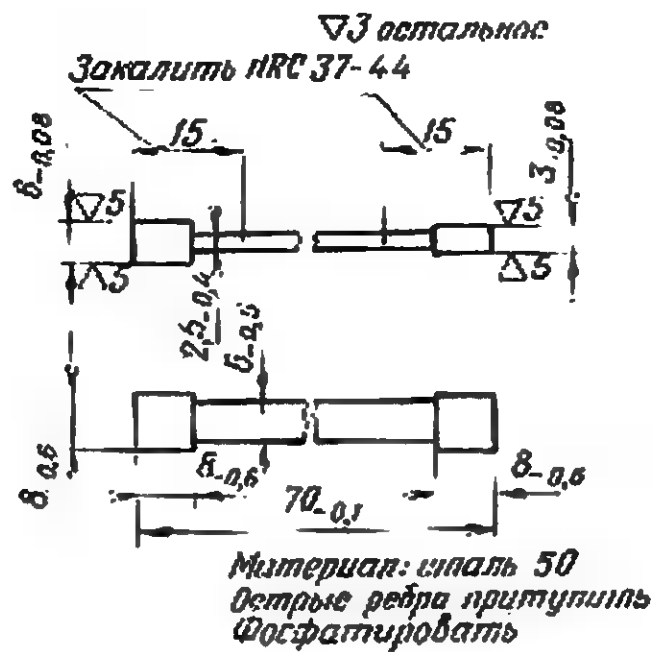 ▽3 остальное
Закалить HRC 37-44
15
15
6-0,08
3-0,08
▽5
▽5
▽5
▽5
2,5-0,4
6-0,5
8-0,6
8-0,6
8-0,6
70-0,1
Материал: сталь 50
Острые ребра притупить
Фосфатировать